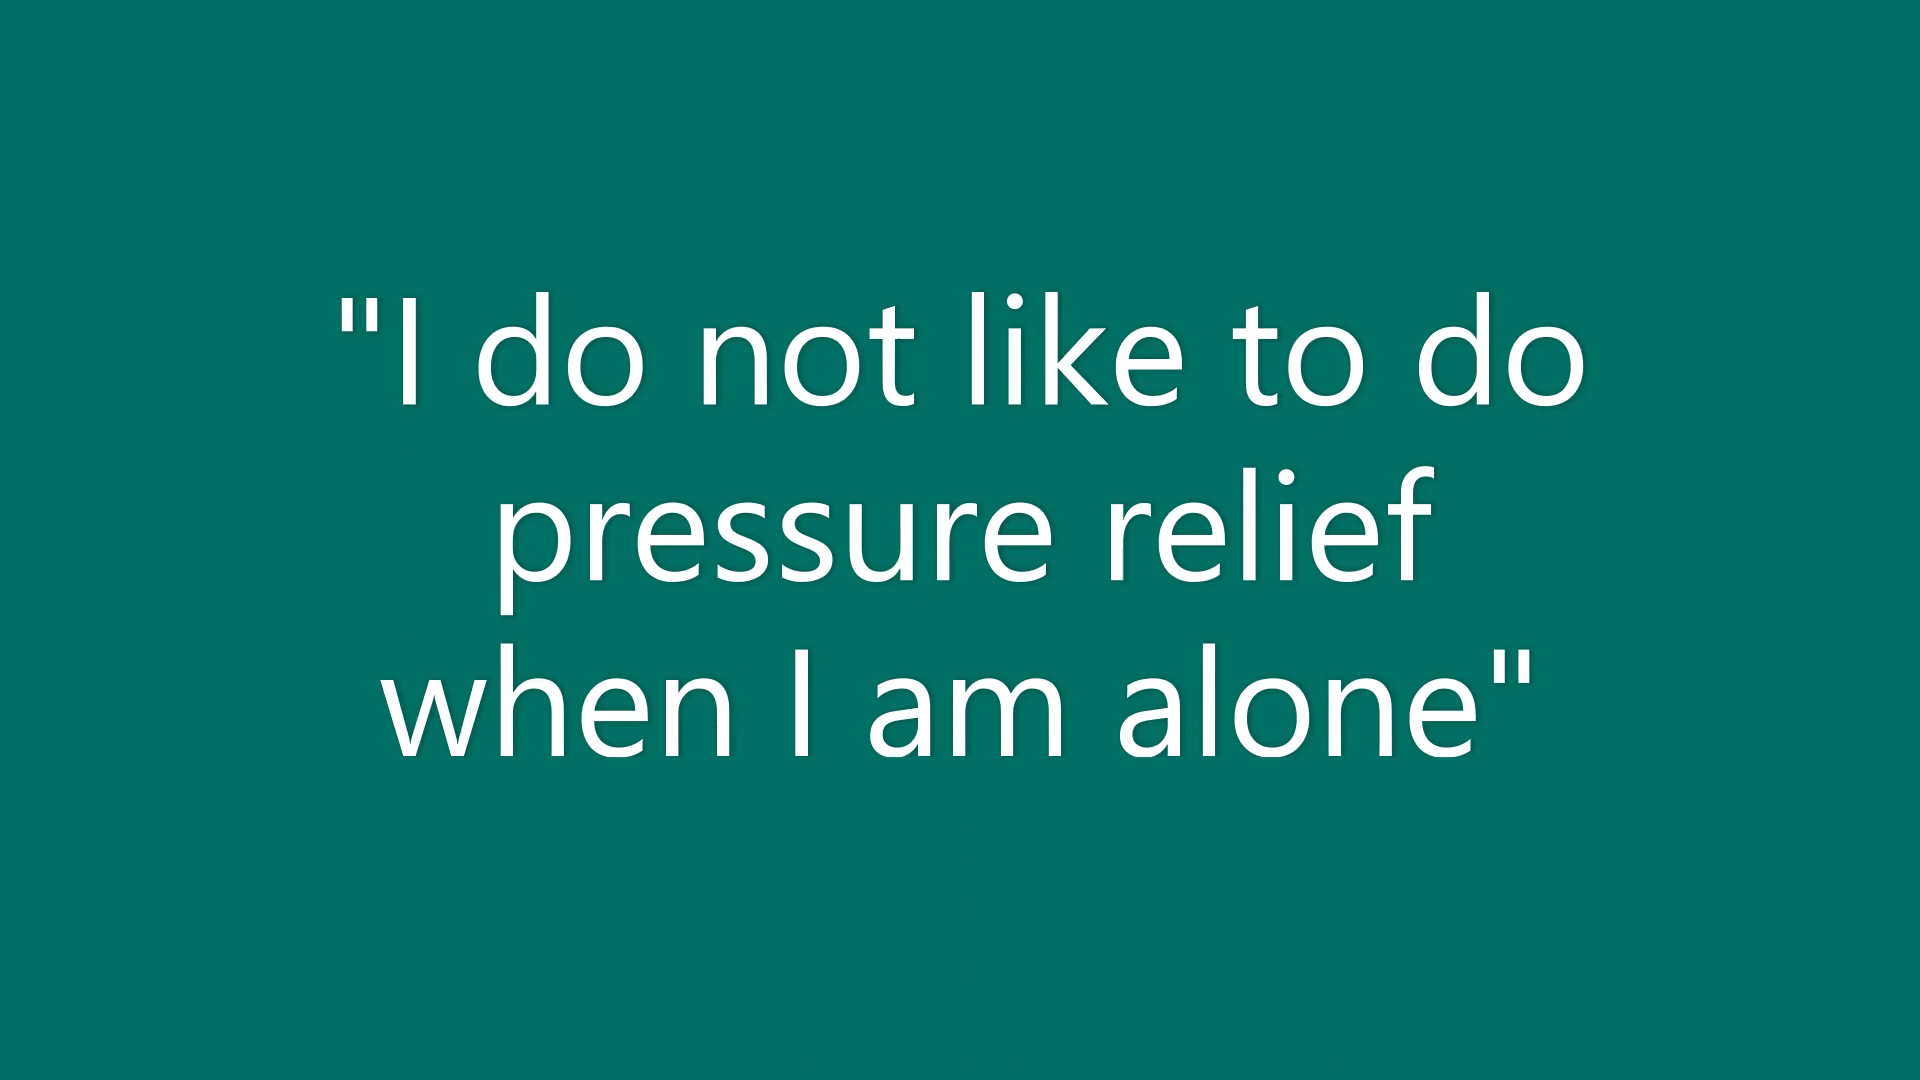 "I do not like to do
pressure relief
when I am alone"